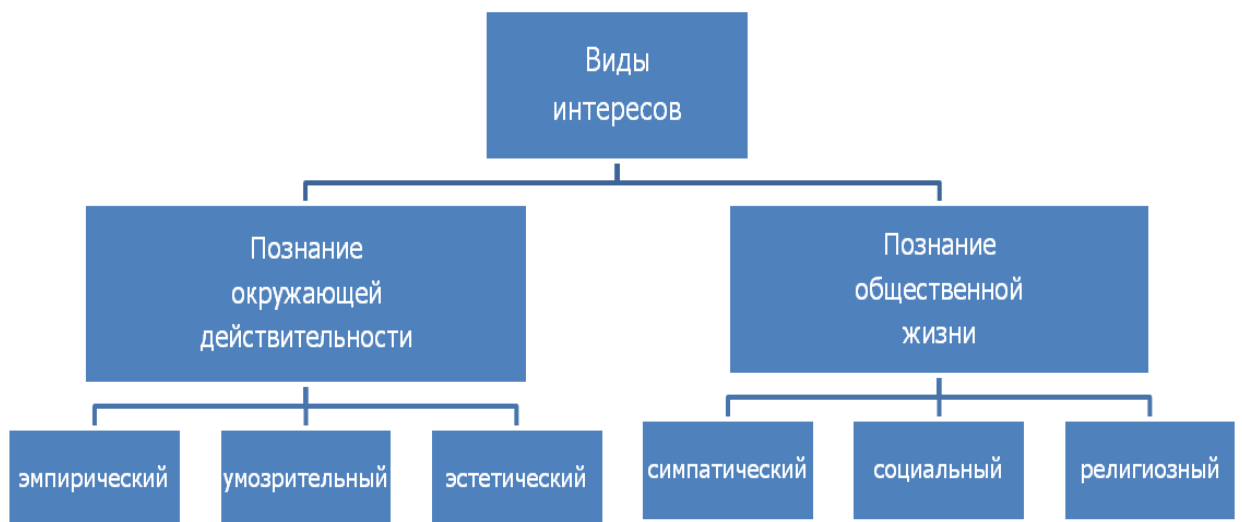 Виды
интересов
Познание
окружающей
действительности
Познание
общественной
жизни
эмпирический
умозрительный
эстетический
симпатический
социальный
религиозный